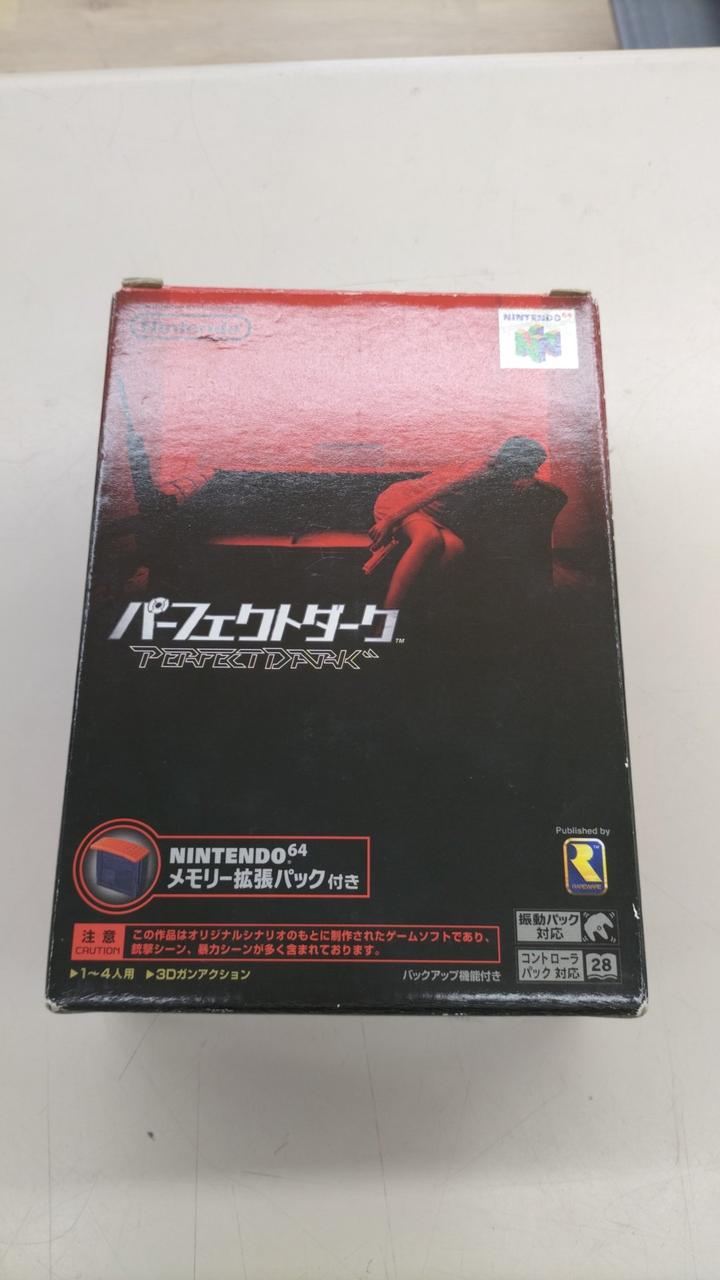 Nintendo
NINTENDO64
パーフェクトダーク™
PERFECT DARK
NINTENDO64
メモリー拡張パック付き
Published by
RAREWARE
注意
CAUTION
この作品はオリジナルシナリオのもとに制作されたゲームソフトであり、
銃撃シーン、暴力シーンが多く含まれております。
▶1〜4人用 ▶3Dガンアクション
バックアップ機能付き
振動パック
対応
コントローラ
パック 対応
28